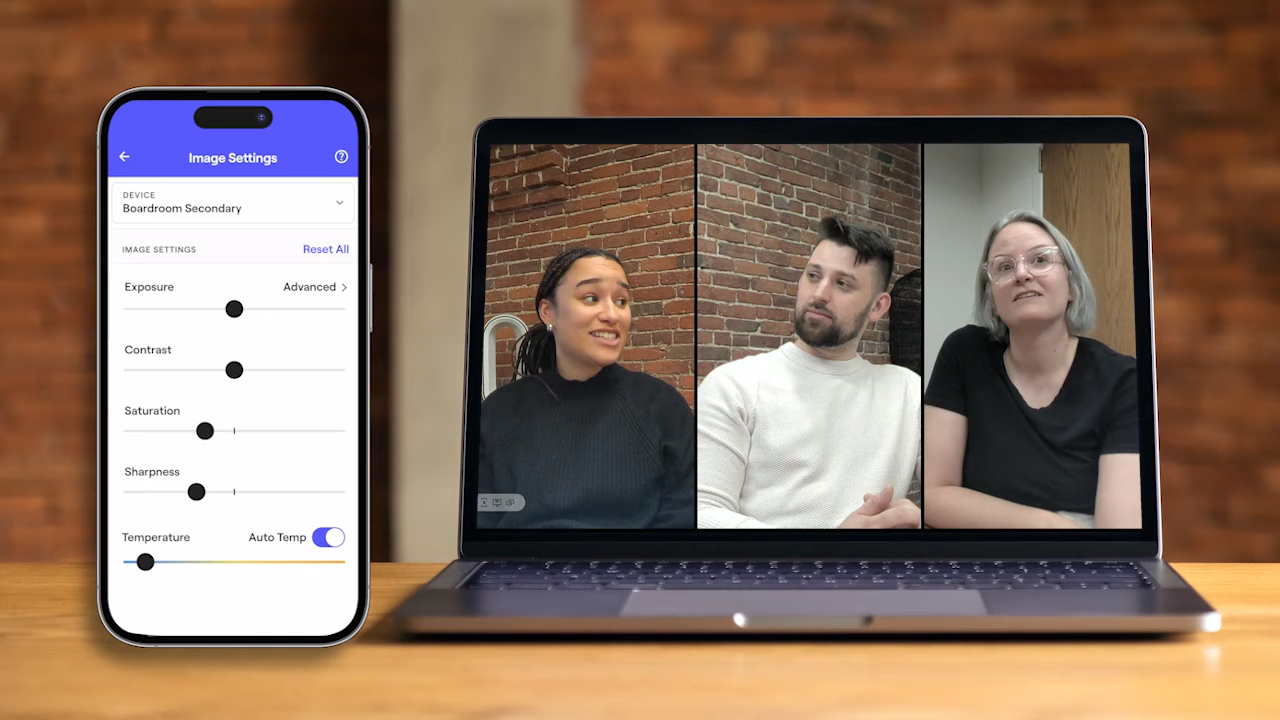 Image Settings
DEVICE
Boardroom Secondary
IMAGE SETTINGS
Reset All
Exposure
Advanced
Contrast
Saturation
Sharpness
Temperature
Auto Temp